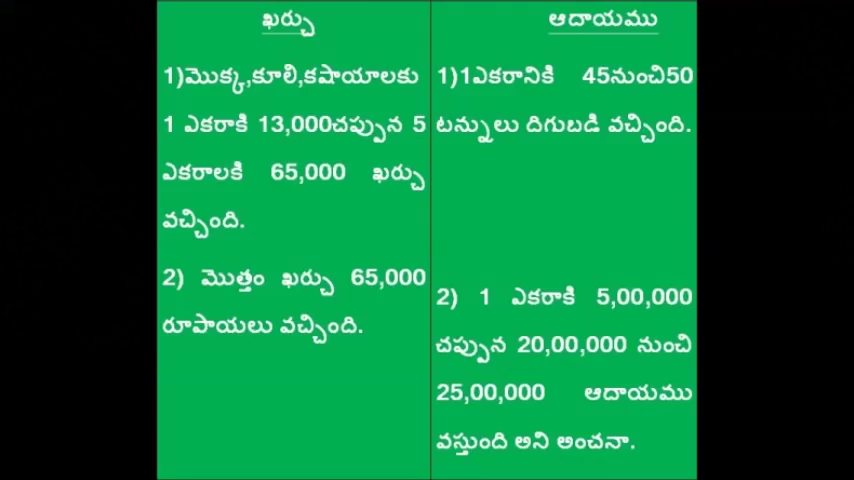 ఖర్చు
1)మొక్క,కూలి,కషాయాలకు
1 ఎకరాకి 13,000చప్పున 5
ఎకరాలకి 65,000 ఖర్చు
వచ్చింది.
2) మొత్తం ఖర్చు 65,000
రూపాయలు వచ్చింది.
ఆదాయము
1)1ఎకరానికి 45నుంచి50
టన్నులు దిగుబడి వచ్చింది.
2) 1 ఎకరాకి 5,00,000
చప్పున 20,00,000 నుంచి
25,00,000 ఆదాయము
వస్తుంది అని అంచనా.